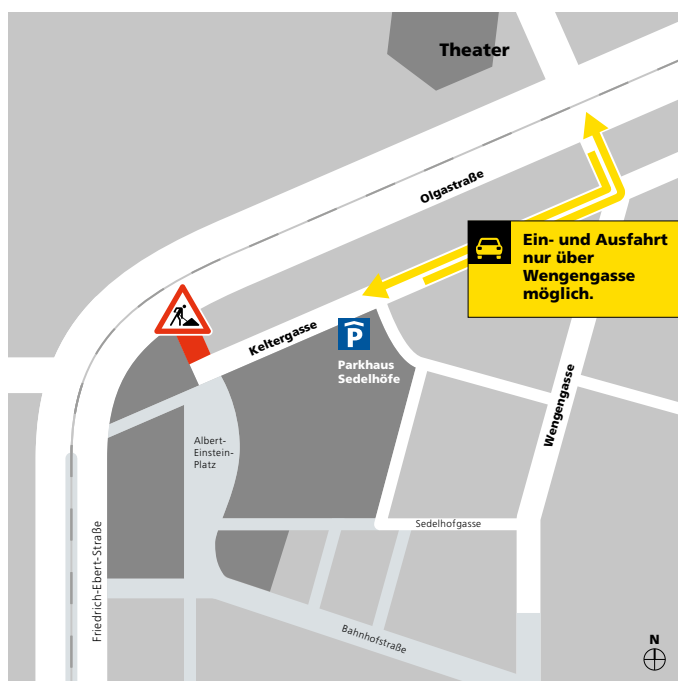 Theater
Olgastraße
Ein- und Ausfahrt
nur über
Wengengasse
möglich.
Keltergasse
P
Parkhaus
Sedelhöfe
Wengengasse
Albert-
Einstein-
Platz
Sedelhofgasse
Friedrich-Ebert-Straße
Bahnhofstraße
N